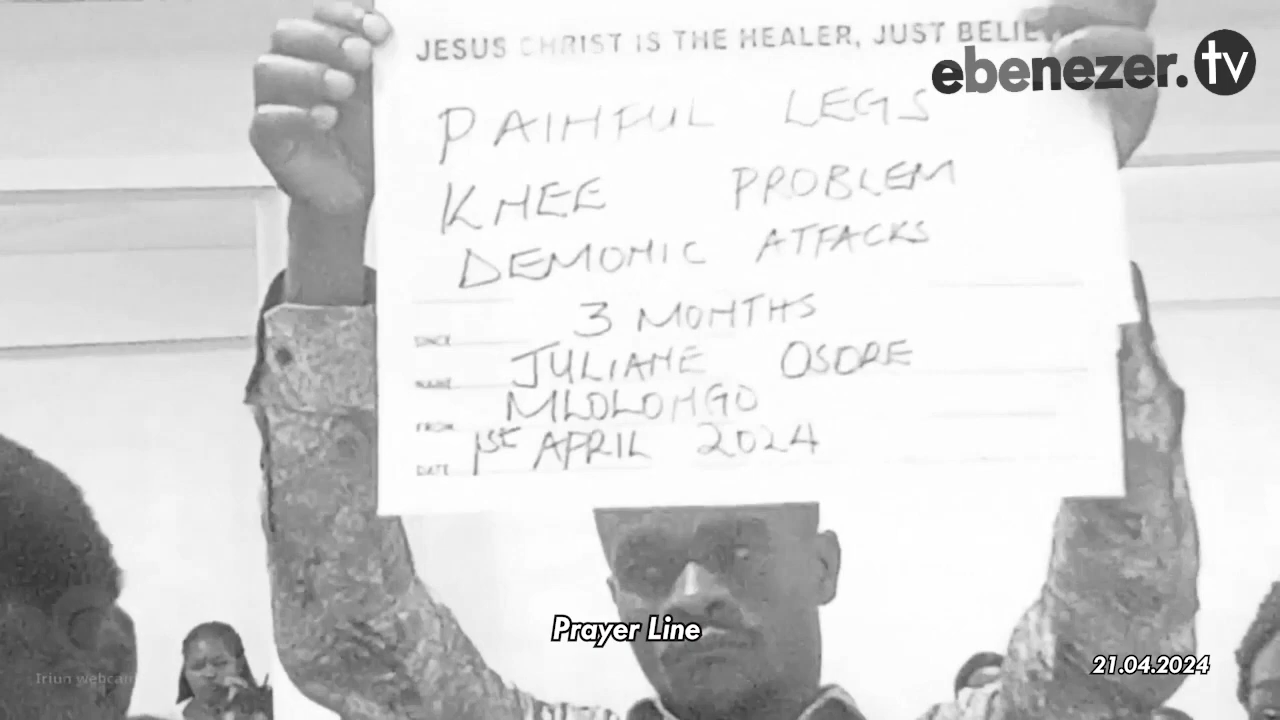 JESUS CHRIST IS THE HEALER, JUST BELIE
ebenezer.tv
PAINFUL LEGS
KNEE PROBLEM
DEMONIC ATTACKS
SINCE 3 MONTHS
NAME JULIANE OSORE
FROM MLOLONGO
DATE 1st APRIL 2024
Prayer Line
21.04.2024
Iriun webcam